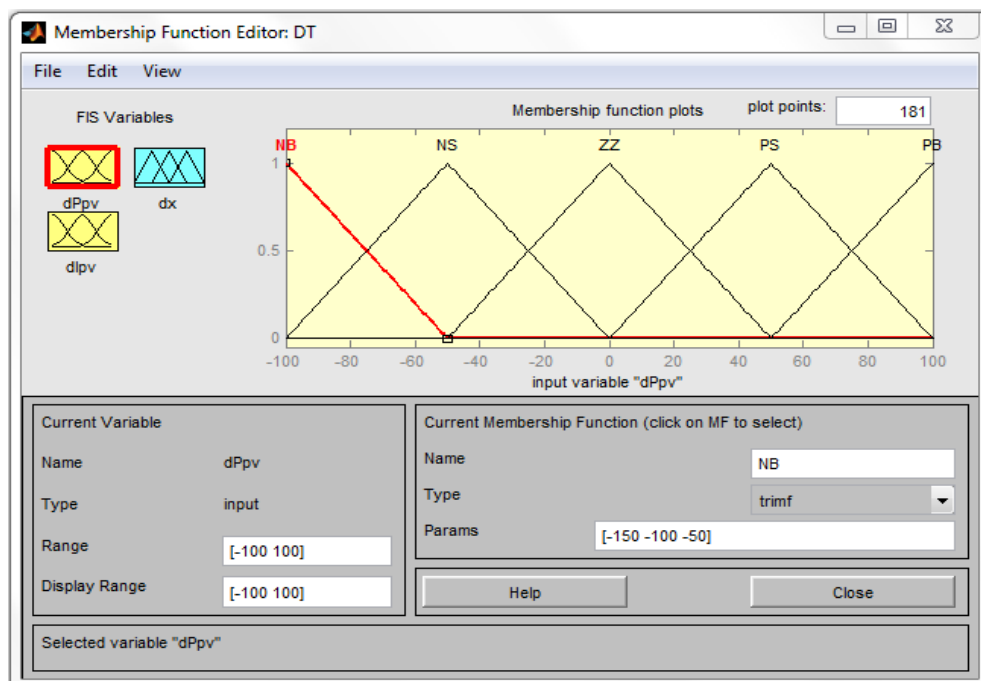 Membership Function Editor: DT
File Edit View
FIS Variables
dPpv
dx
dIpv
Membership function plots
plot points:
181
NB NS ZZ PS PB
1
0.5
0
-100 -80 -60 -40 -20 0 20 40 60 80 100
input variable "dPpv"
Current Variable
Name dPpv
Type input
Range [-100 100]
Display Range [-100 100]
Current Membership Function (click on MF to select)
Name NB
Type trimf
Params [-150 -100 -50]
Help Close
Selected variable "dPpv"